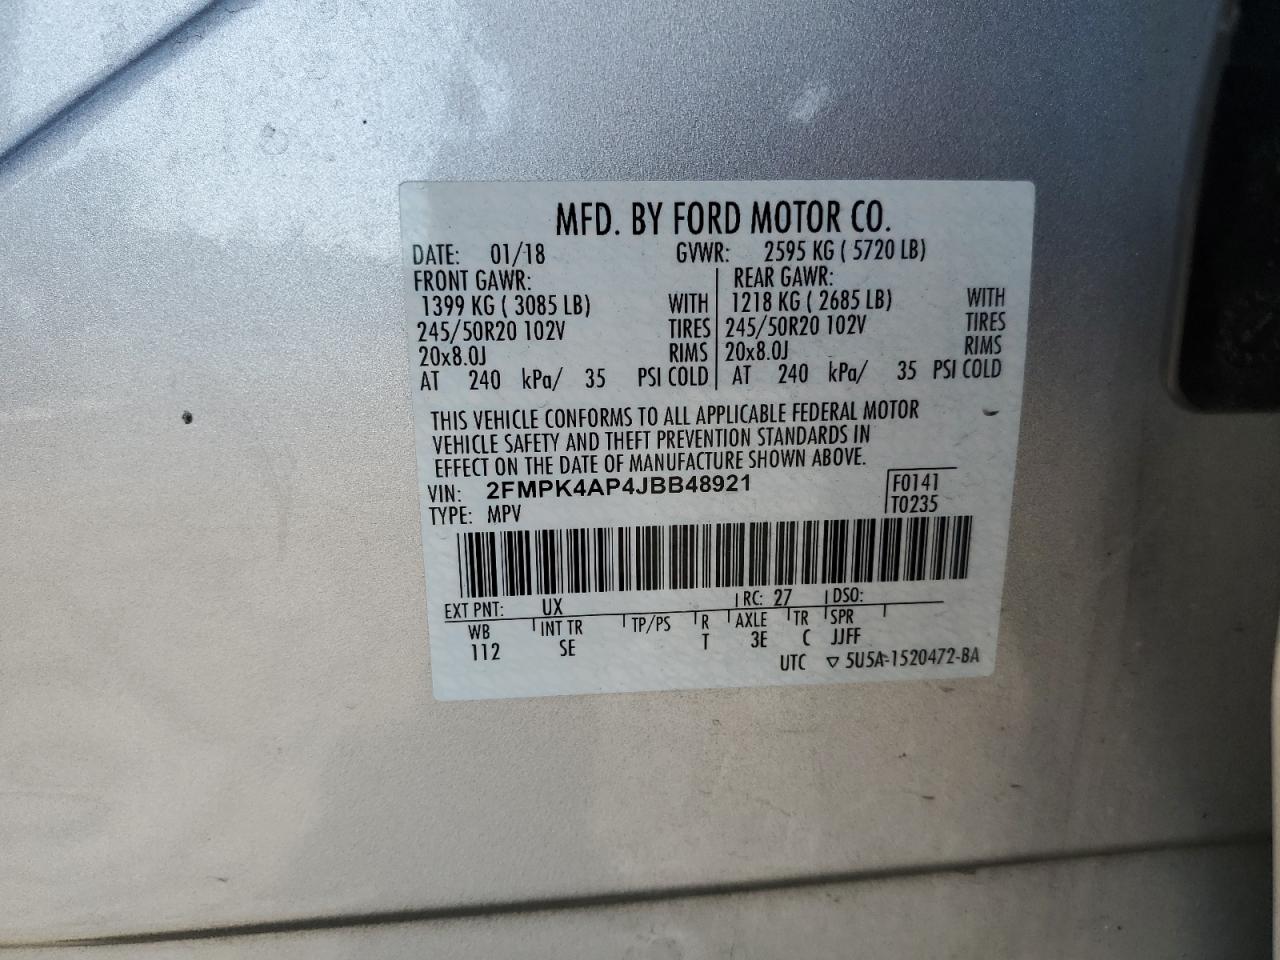 MFD. BY FORD MOTOR CO.
DATE: 01/18 GVWR: 2595 KG ( 5720 LB)
FRONT GAWR: REAR GAWR:
1399 KG ( 3085 LB) WITH 1218 KG ( 2685 LB) WITH
245/50R20 102V TIRES 245/50R20 102V TIRES
20x8.0J RIMS 20x8.0J RIMS
AT 240 kPa/ 35 PSI COLD AT 240 kPa/ 35 PSI COLD
THIS VEHICLE CONFORMS TO ALL APPLICABLE FEDERAL MOTOR
VEHICLE SAFETY AND THEFT PREVENTION STANDARDS IN
EFFECT ON THE DATE OF MANUFACTURE SHOWN ABOVE.
VIN: 2FMPK4AP4JBB48921 F0141
TYPE: MPV T0235
EXT PNT: UX RC: 27 DSO:
WB INT TR TP/PS R AXLE TR SPR
112 SE T 3E C JJFF
UTC ▽ 5U5A-1520472-BA